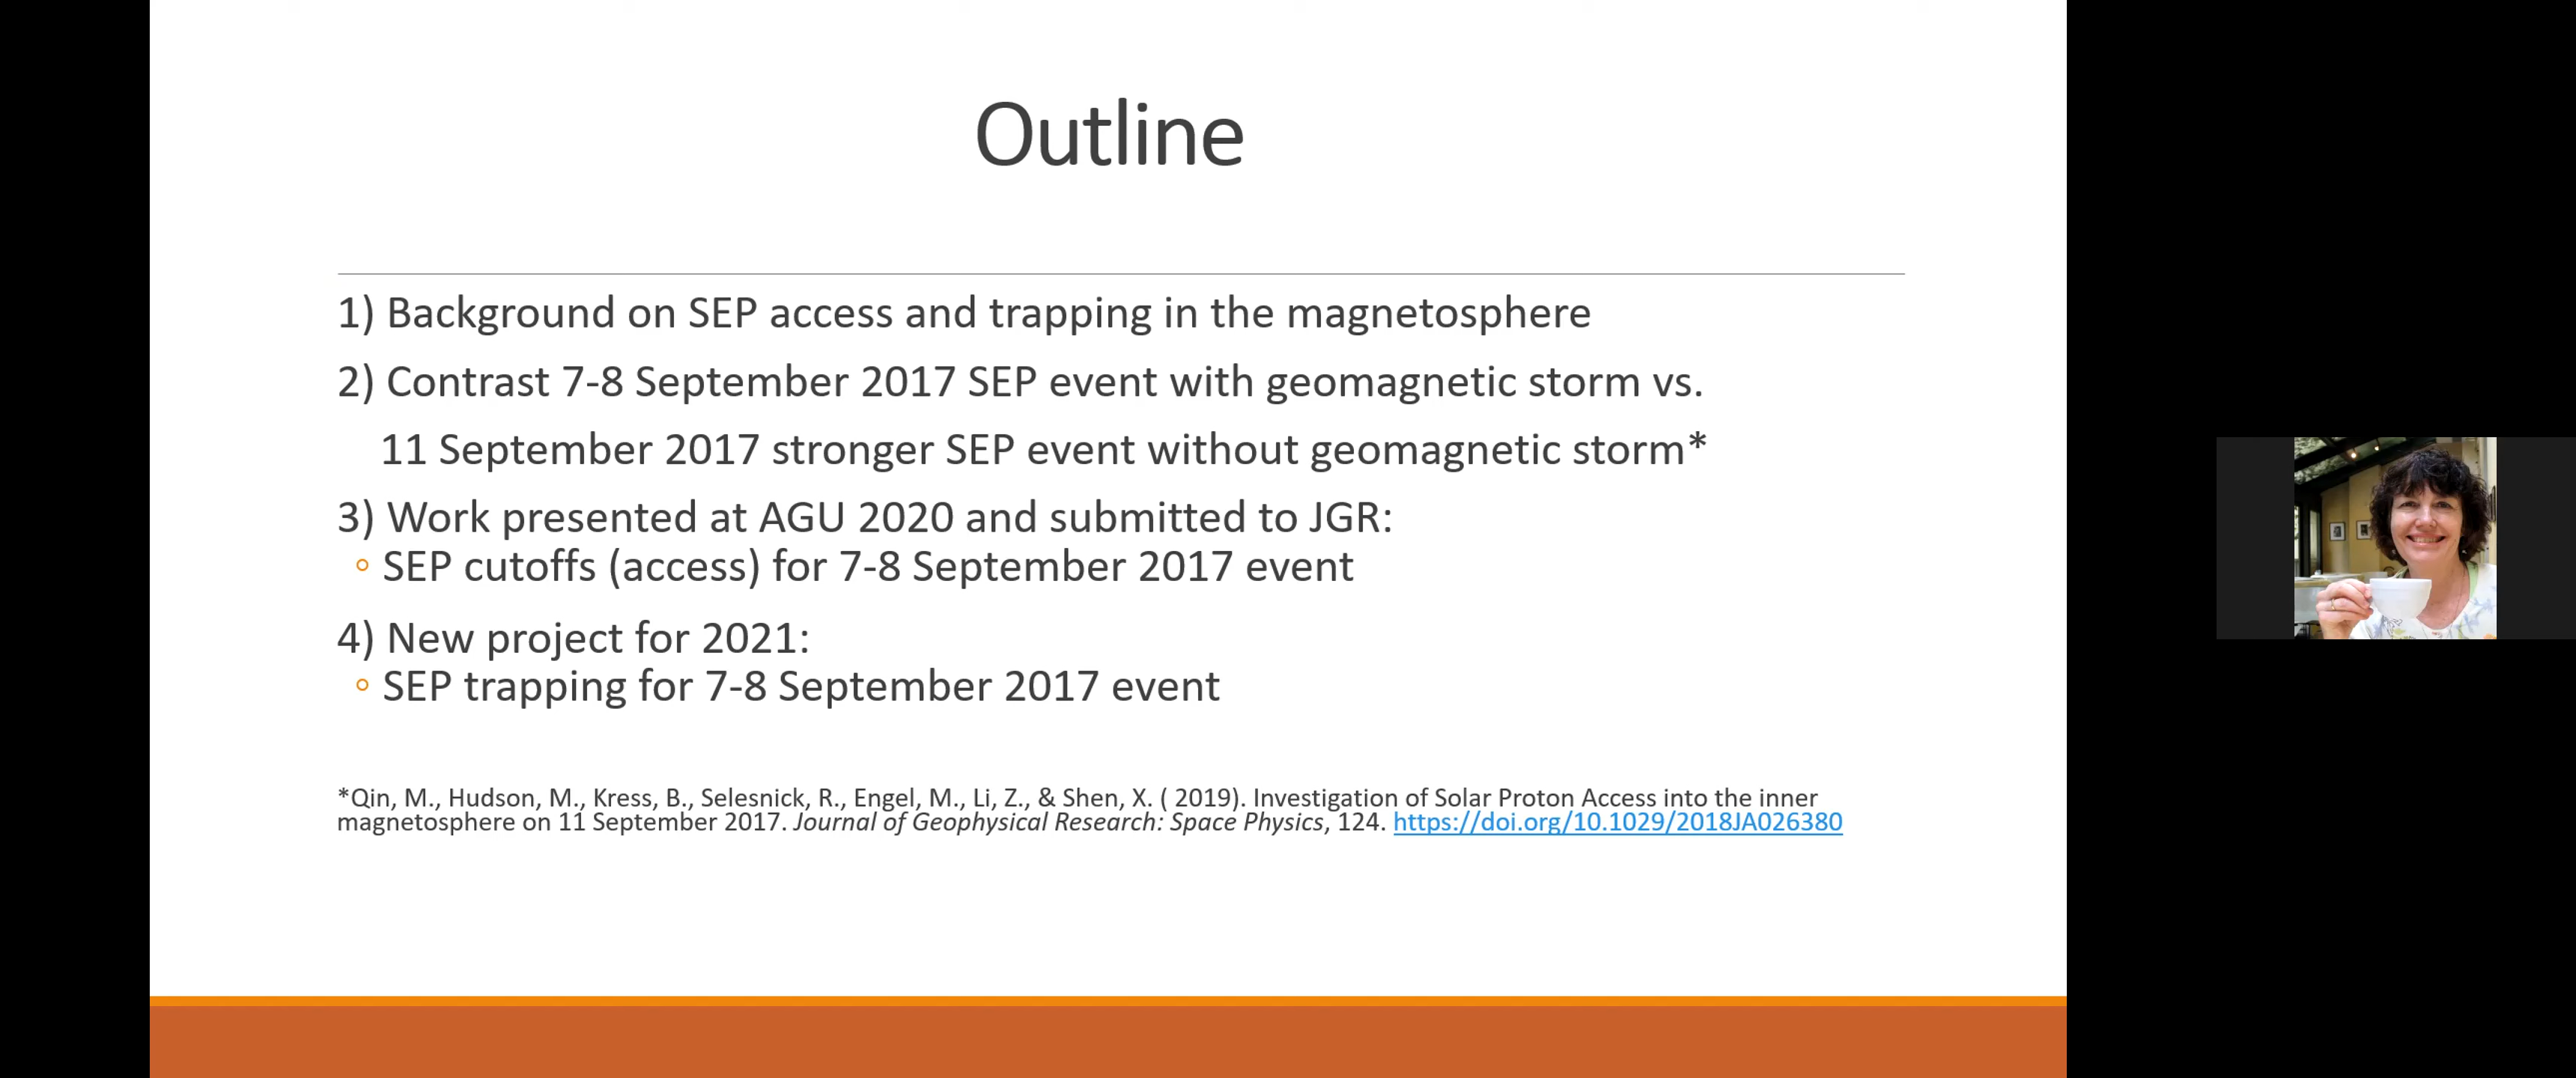 Outline
1) Background on SEP access and trapping in the magnetosphere
2) Contrast 7-8 September 2017 SEP event with geomagnetic storm vs.
11 September 2017 stronger SEP event without geomagnetic storm*
3) Work presented at AGU 2020 and submitted to JGR:
◦ SEP cutoffs (access) for 7-8 September 2017 event
4) New project for 2021:
◦ SEP trapping for 7-8 September 2017 event
*Qin, M., Hudson, M., Kress, B., Selesnick, R., Engel, M., Li, Z., & Shen, X. ( 2019). Investigation of Solar Proton Access into the inner
magnetosphere on 11 September 2017. Journal of Geophysical Research: Space Physics, 124. https://doi.org/10.1029/2018JA026380